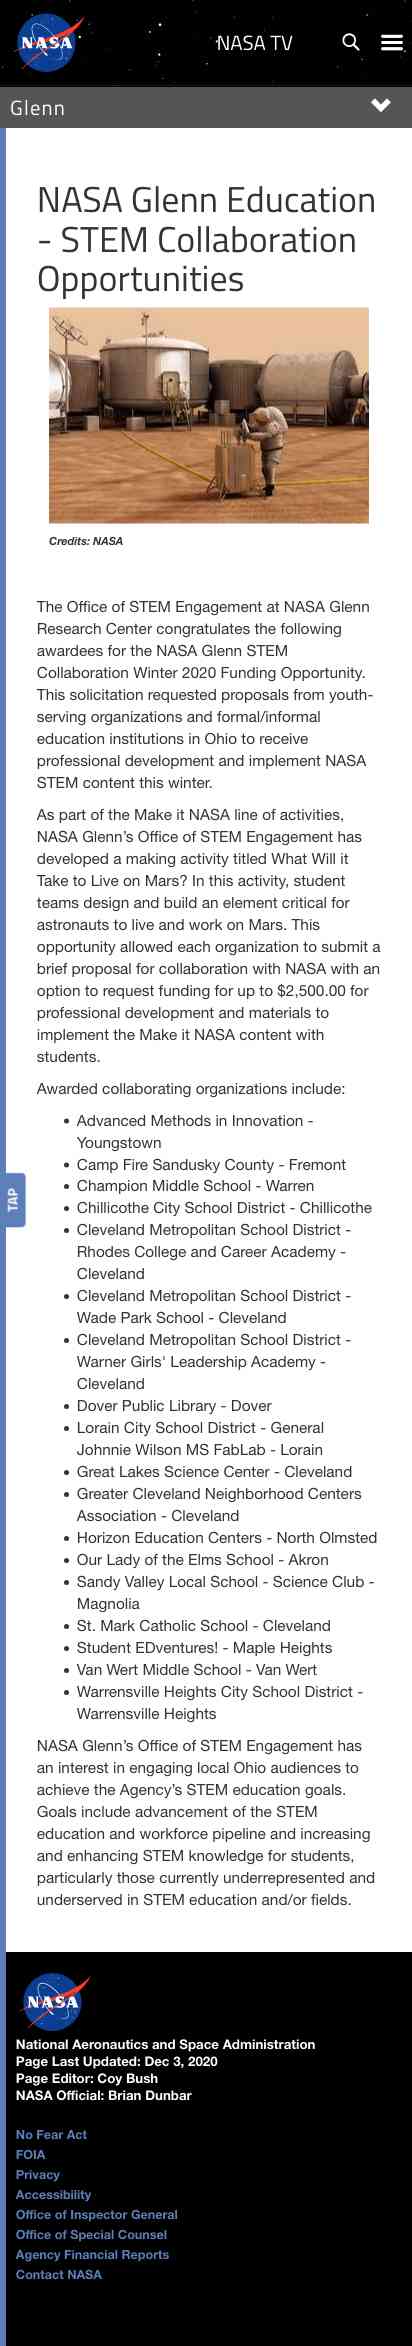 NASA
NASA TV
Glenn
NASA Glenn Education
- STEM Collaboration
Opportunities
Credits: NASA
The Office of STEM Engagement at NASA Glenn
Research Center congratulates the following
awardees for the NASA Glenn STEM
Collaboration Winter 2020 Funding Opportunity.
This solicitation requested proposals from youth-
serving organizations and formal/informal
education institutions in Ohio to receive
professional development and implement NASA
STEM content this winter.
As part of the Make it NASA line of activities,
NASA Glenn’s Office of STEM Engagement has
developed a making activity titled What Will it
Take to Live on Mars? In this activity, student
teams design and build an element critical for
astronauts to live and work on Mars. This
opportunity allowed each organization to submit a
brief proposal for collaboration with NASA with an
option to request funding for up to $2,500.00 for
professional development and materials to
implement the Make it NASA content with
students.
Awarded collaborating organizations include:
• Advanced Methods in Innovation -
Youngstown
• Camp Fire Sandusky County - Fremont
• Champion Middle School - Warren
• Chillicothe City School District - Chillicothe
• Cleveland Metropolitan School District -
Rhodes College and Career Academy -
Cleveland
• Cleveland Metropolitan School District -
Wade Park School - Cleveland
• Cleveland Metropolitan School District -
Warner Girls' Leadership Academy -
Cleveland
TAP
• Dover Public Library - Dover
• Lorain City School District - General
Johnnie Wilson MS FabLab - Lorain
• Great Lakes Science Center - Cleveland
• Greater Cleveland Neighborhood Centers
Association - Cleveland
• Horizon Education Centers - North Olmsted
• Our Lady of the Elms School - Akron
• Sandy Valley Local School - Science Club -
Magnolia
• St. Mark Catholic School - Cleveland
• Student EDventures! - Maple Heights
• Van Wert Middle School - Van Wert
• Warrensville Heights City School District -
Warrensville Heights
NASA Glenn’s Office of STEM Engagement has
an interest in engaging local Ohio audiences to
achieve the Agency’s STEM education goals.
Goals include advancement of the STEM
education and workforce pipeline and increasing
and enhancing STEM knowledge for students,
particularly those currently underrepresented and
underserved in STEM education and/or fields.
NASA
National Aeronautics and Space Administration
Page Last Updated: Dec 3, 2020
Page Editor: Coy Bush
NASA Official: Brian Dunbar
No Fear Act
FOIA
Privacy
Accessibility
Office of Inspector General
Office of Special Counsel
Agency Financial Reports
Contact NASA